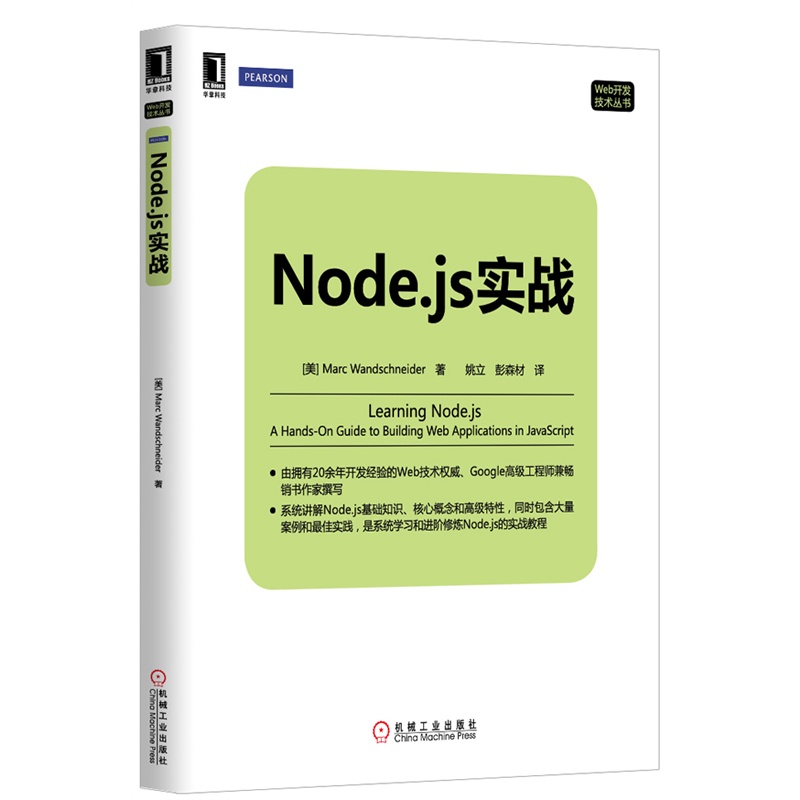 HZ Books
华章科技
Web开发
技术丛书
PEARSON
Node.js实战
[美] Marc Wandschneider 著
机械工业出版社
China Machine Press
HZ Books
华章科技
PEARSON
Web开发
技术丛书
Node.js实战
[美] Marc Wandschneider 著 姚立 彭森材 译
Learning Node.js
A Hands-On Guide to Building Web Applications in JavaScript
● 由拥有20余年开发经验的Web技术权威、Google高级工程师兼畅
销书作家撰写
● 系统讲解Node.js基础知识、核心概念和高级特性，同时包含大量
案例和最佳实践，是系统学习和进阶修炼Node.js的实战教程
机械工业出版社
China Machine Press